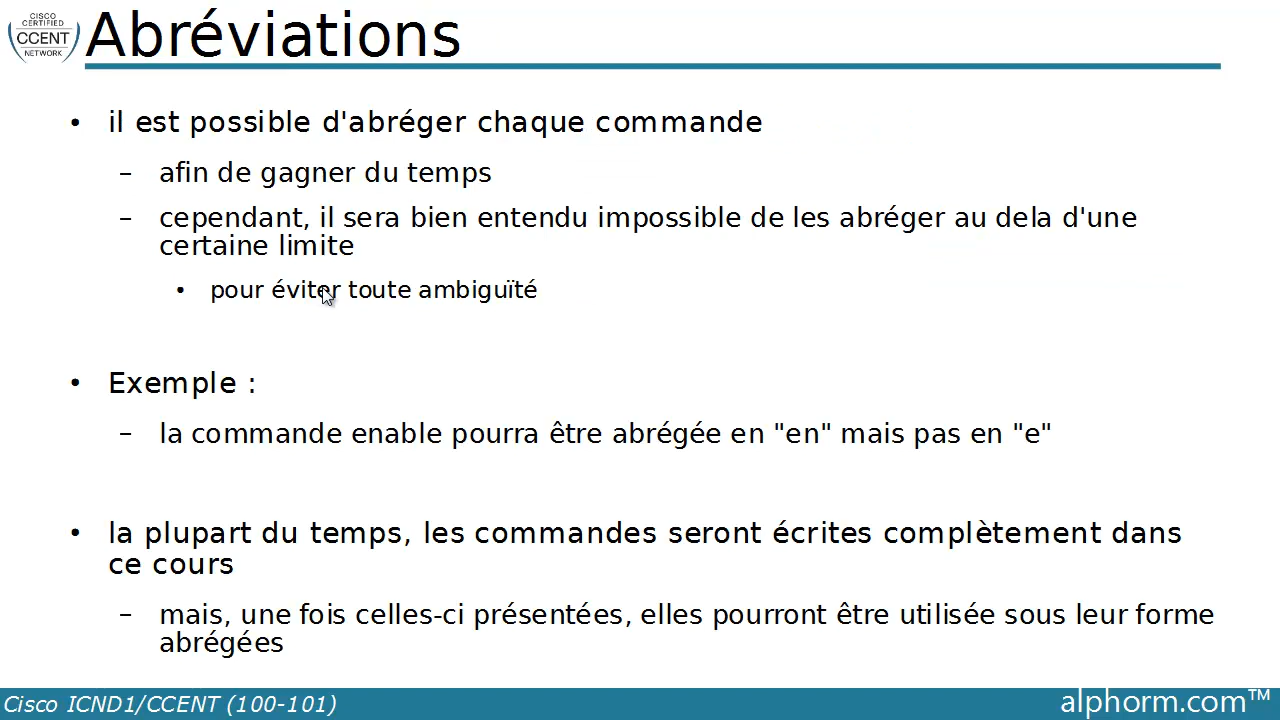 CISCO
CERTIFIED
CCENT
NETWORK
Abréviations
• il est possible d'abréger chaque commande
– afin de gagner du temps
– cependant, il sera bien entendu impossible de les abréger au dela d'une
certaine limite
• pour éviter toute ambiguïté
• Exemple :
– la commande enable pourra être abrégée en "en" mais pas en "e"
• la plupart du temps, les commandes seront écrites complètement dans
ce cours
– mais, une fois celles-ci présentées, elles pourront être utilisée sous leur forme
abrégées
Cisco ICND1/CCENT (100-101)
alphorm.com™